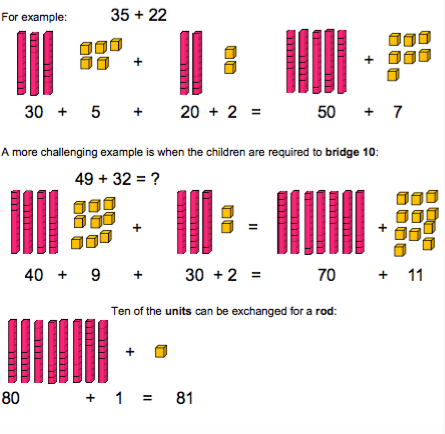 For example: 35 + 22
+ +
30 + 5 + 20 + 2 = 50 + 7
A more challenging example is when the children are required to bridge 10:
49 + 32 = ?
+ = +
40 + 9 + 30 + 2 = 70 + 11
Ten of the units can be exchanged for a rod:
+
80 + 1 = 81